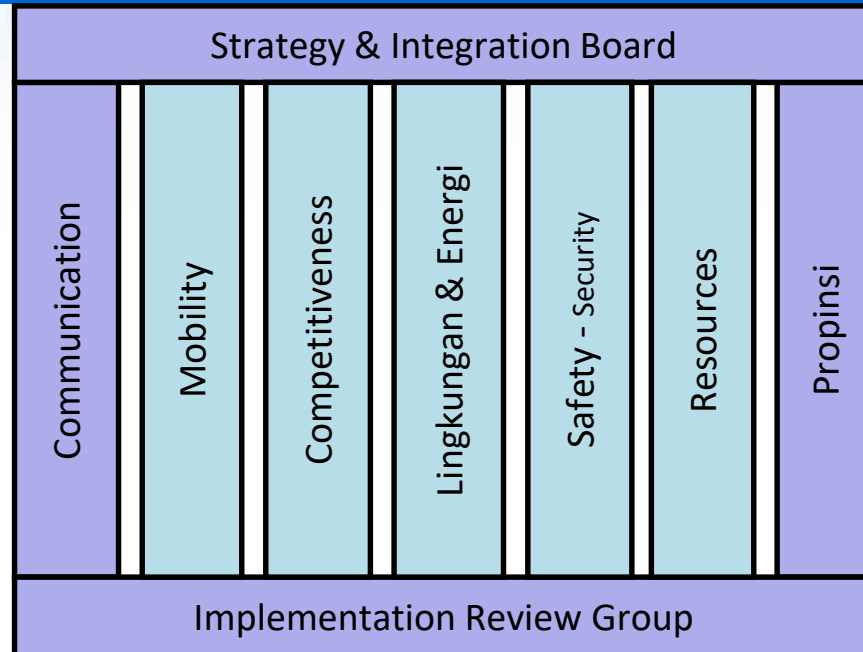 Strategy & Integration Board
Communication
Mobility
Competitiveness
Lingkungan & Energi
Safety - Security
Resources
Propinsi
Implementation Review Group